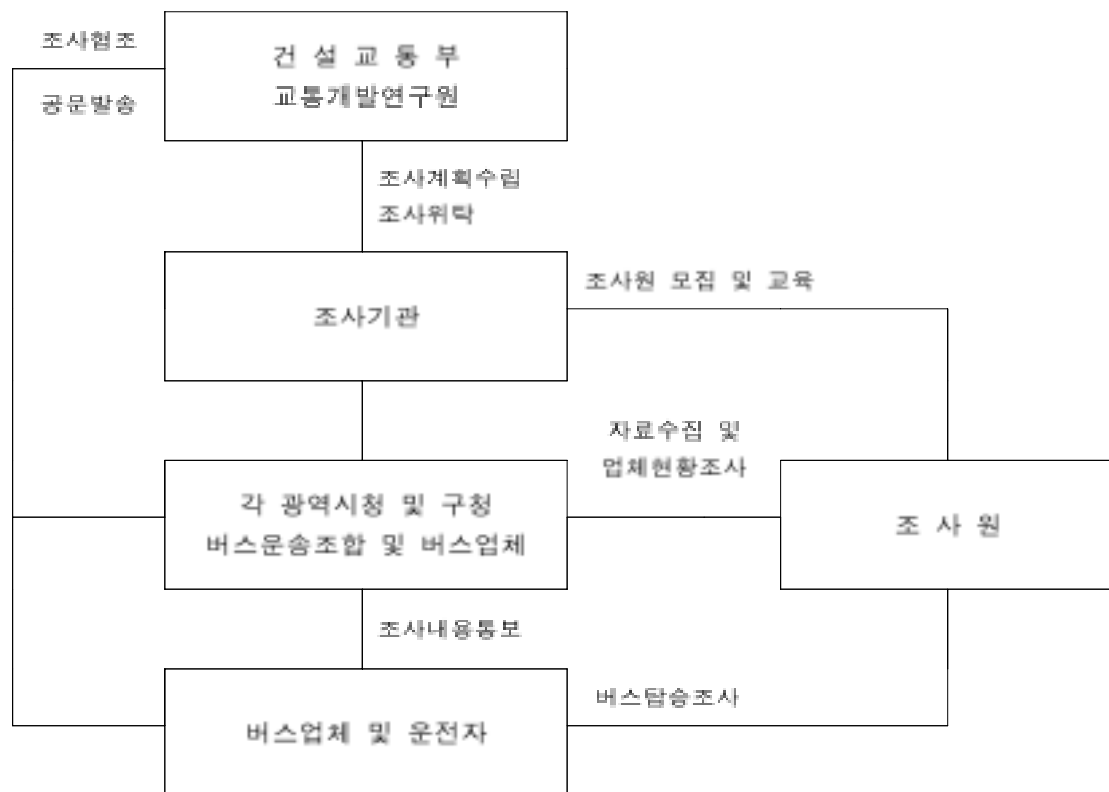 조사협조
공문발송
건 설 교 통 부
교통개발연구원
조사계획수립
조사위탁
조사기관
조사원 모집 및 교육
자료수집 및
업체현황조사
각 광역시청 및 구청
버스운송조합 및 버스업체
조 사 원
조사내용통보
버스탑승조사
버스업체 및 운전자